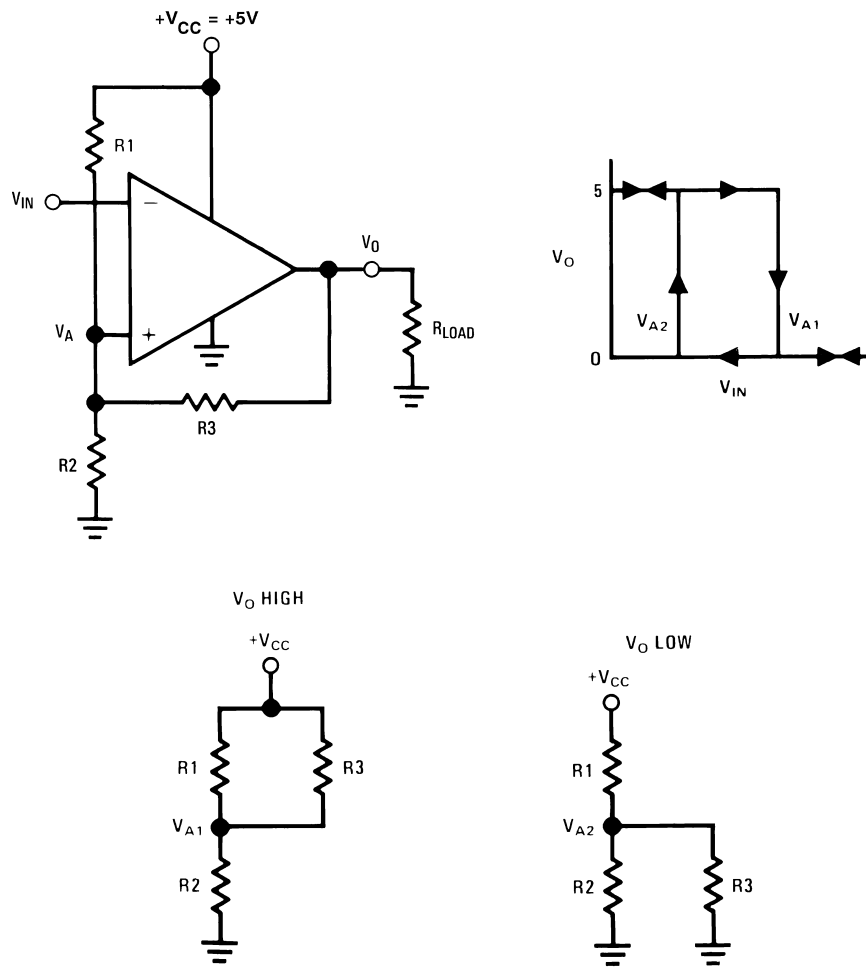 +VCC = +5V
R1
VIN
−
VO
VA
+
RLOAD
R3
R2
5
VO
VA2
VA1
0
VIN
VO HIGH
+VCC
R1
R3
VA1
R2
VO LOW
+VCC
R1
VA2
R2
R3